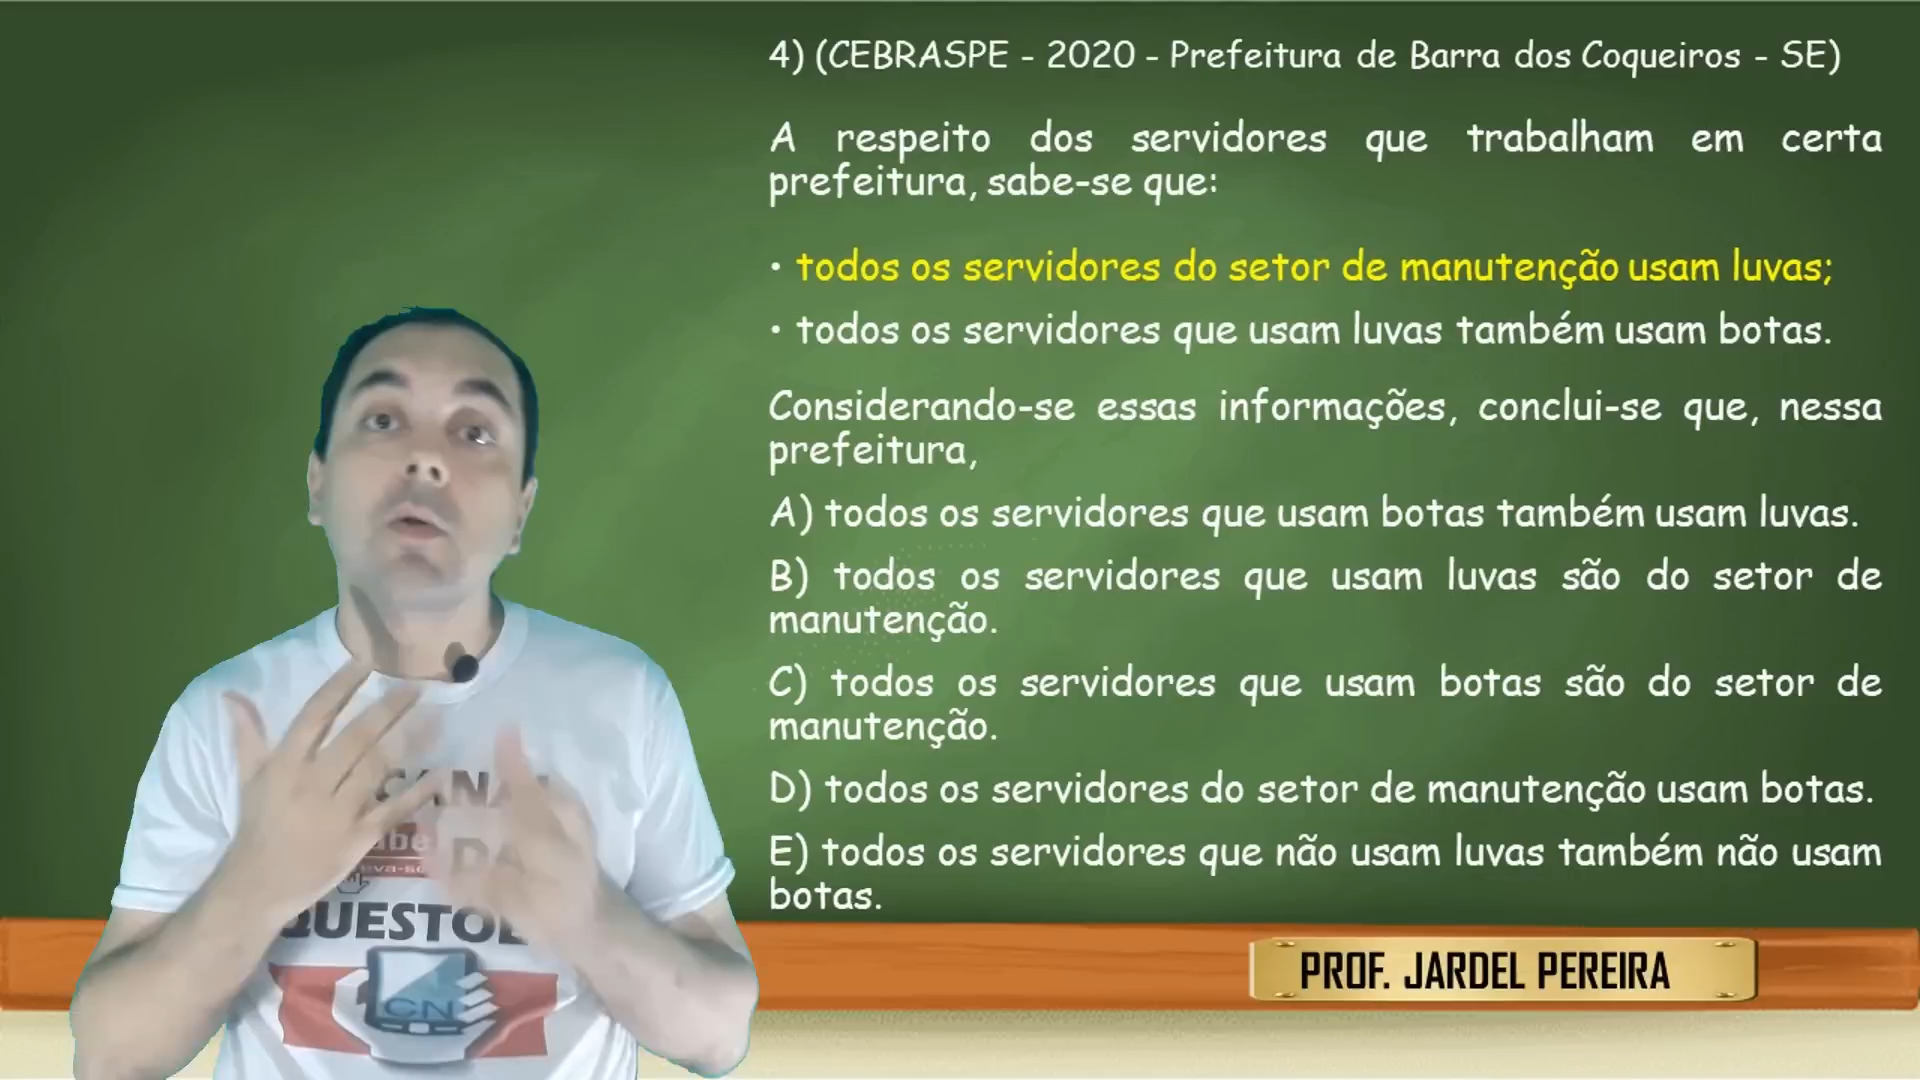 4) (CEBRASPE - 2020 - Prefeitura de Barra dos Coqueiros - SE)
A respeito dos servidores que trabalham em certa
prefeitura, sabe-se que:
• todos os servidores do setor de manutenção usam luvas;
• todos os servidores que usam luvas também usam botas.
Considerando-se essas informações, conclui-se que, nessa
prefeitura,
A) todos os servidores que usam botas também usam luvas.
B) todos os servidores que usam luvas são do setor de
manutenção.
C) todos os servidores que usam botas são do setor de
manutenção.
D) todos os servidores do setor de manutenção usam botas.
E) todos os servidores que não usam luvas também não usam
botas.
PROF. JARDEL PEREIRA
CANAL
DA
QUESTOE
CN